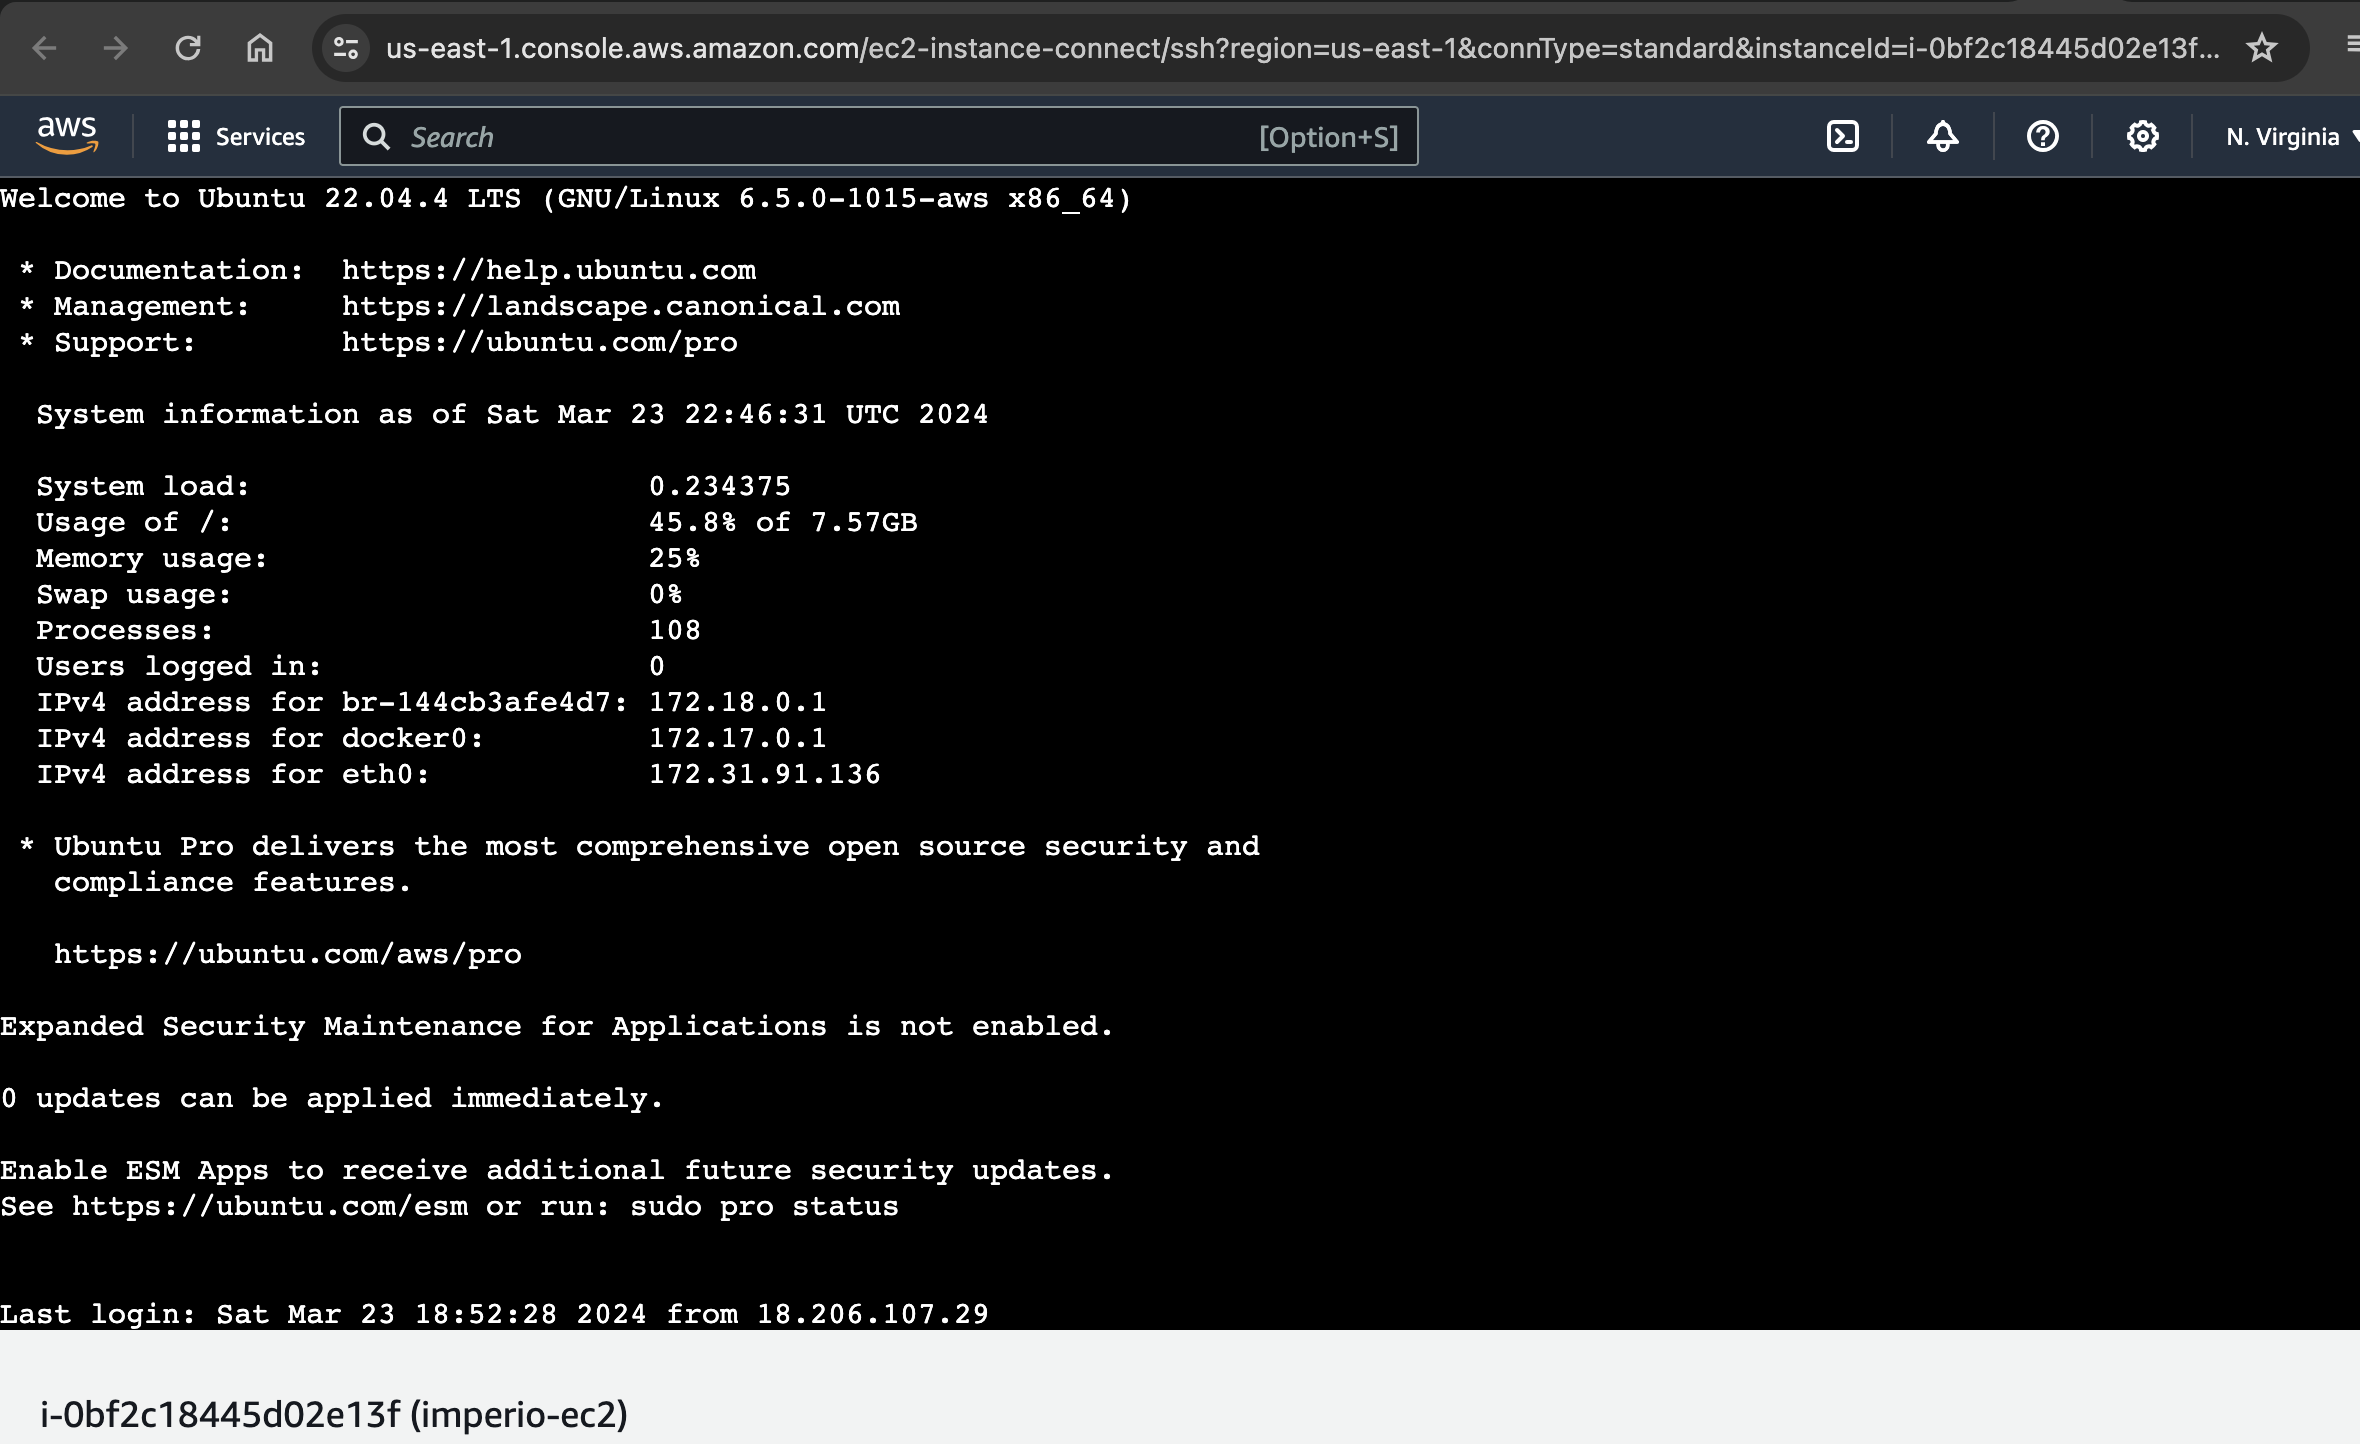 us-east-1.console.aws.amazon.com/ec2-instance-connect/ssh?region=us-east-1&connType=standard&instanceId=i-0bf2c18445d02e13f...
aws Services Search [Option+S] N. Virginia
Welcome to Ubuntu 22.04.4 LTS (GNU/Linux 6.5.0-1015-aws x86_64)
* Documentation: https://help.ubuntu.com
* Management: https://landscape.canonical.com
* Support: https://ubuntu.com/pro
System information as of Sat Mar 23 22:46:31 UTC 2024
System load: 0.234375
Usage of /: 45.8% of 7.57GB
Memory usage: 25%
Swap usage: 0%
Processes: 108
Users logged in: 0
IPv4 address for br-144cb3afe4d7: 172.18.0.1
IPv4 address for docker0: 172.17.0.1
IPv4 address for eth0: 172.31.91.136
* Ubuntu Pro delivers the most comprehensive open source security and
compliance features.
https://ubuntu.com/aws/pro
Expanded Security Maintenance for Applications is not enabled.
0 updates can be applied immediately.
Enable ESM Apps to receive additional future security updates.
See https://ubuntu.com/esm or run: sudo pro status
Last login: Sat Mar 23 18:52:28 2024 from 18.206.107.29
i-0bf2c18445d02e13f (imperio-ec2)